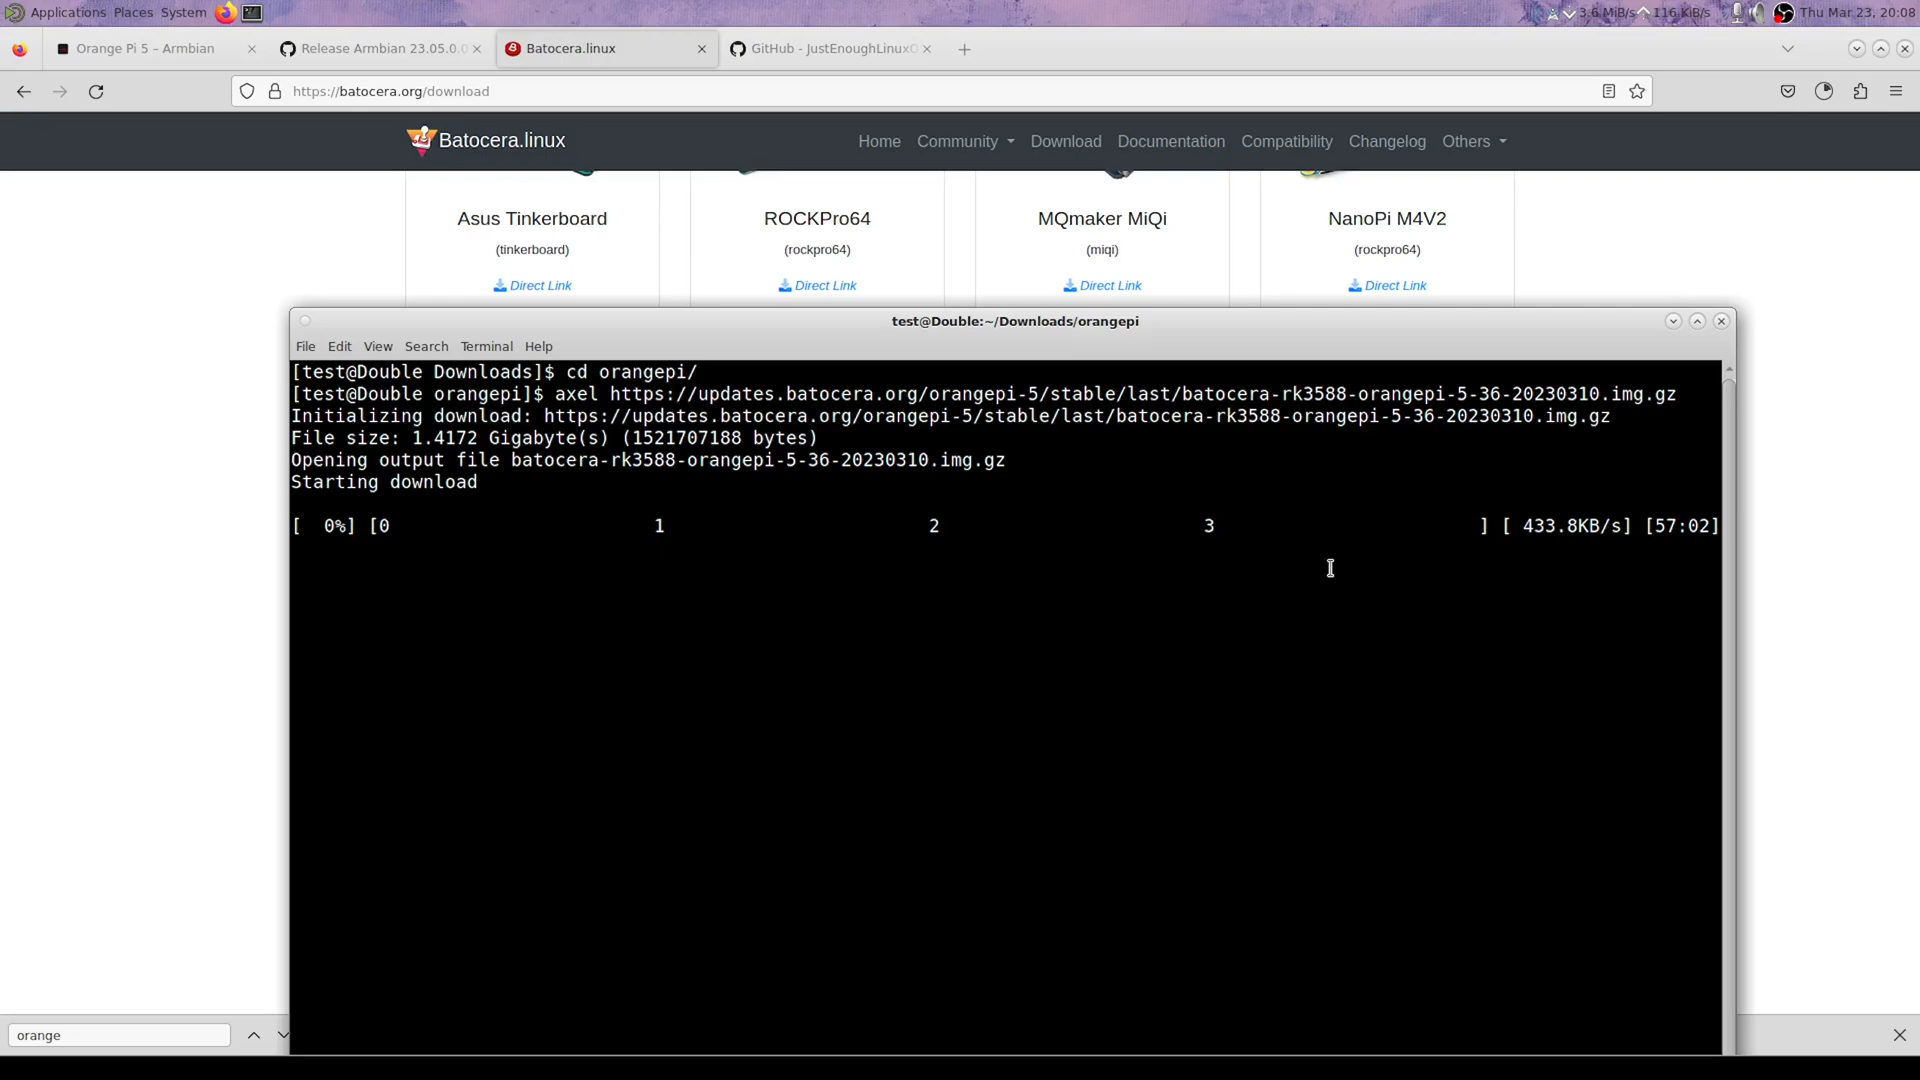 Applications Places System 3.6 MiB/s 116 KiB/s Thu Mar 23, 20:08
Orange Pi 5 – Armbian Release Armbian 23.05.0.0 Batocera.linux GitHub - JustEnoughLinuxO
https://batocera.org/download
Batocera.linux Home Community Download Documentation Compatibility Changelog Others
Asus Tinkerboard ROCKPro64 MQmaker MiQi NanoPi M4V2
(tinkerboard) (rockpro64) (miqi) (rockpro64)
Direct Link Direct Link Direct Link Direct Link
test@Double:~/Downloads/orangepi
File Edit View Search Terminal Help
[test@Double Downloads]$ cd orangepi/
[test@Double orangepi]$ axel https://updates.batocera.org/orangepi-5/stable/last/batocera-rk3588-orangepi-5-36-20230310.img.gz
Initializing download: https://updates.batocera.org/orangepi-5/stable/last/batocera-rk3588-orangepi-5-36-20230310.img.gz
File size: 1.4172 Gigabyte(s) (1521707188 bytes)
Opening output file batocera-rk3588-orangepi-5-36-20230310.img.gz
Starting download
[  0%] [0 1 2 3 ] [ 433.8KB/s] [57:02]
orange